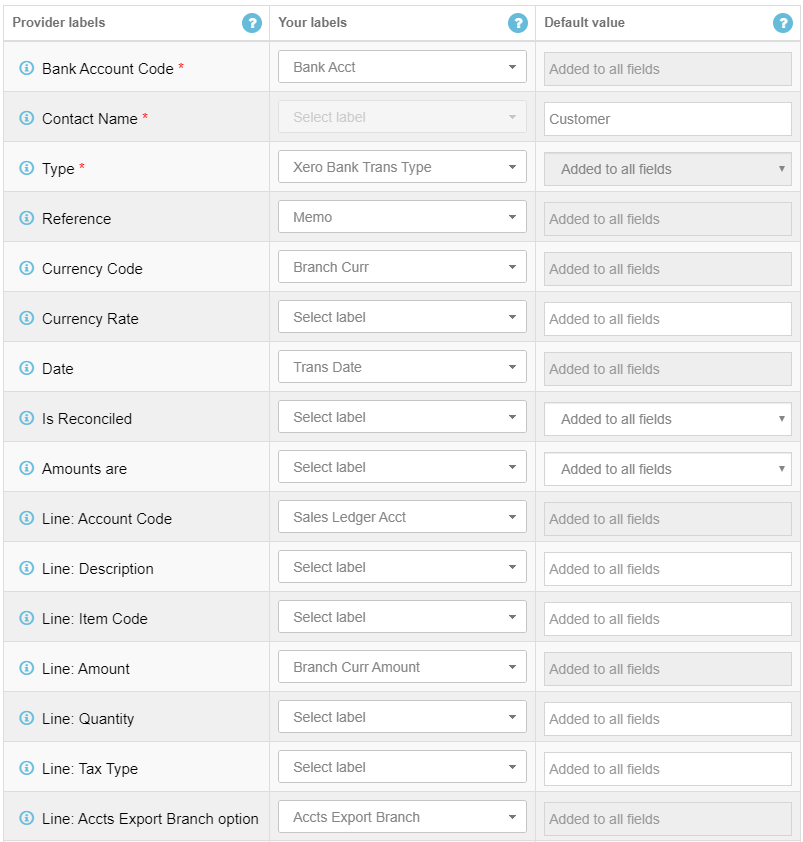 Provider labels ? Your labels ? Default value ?
Bank Account Code * Bank Acct Added to all fields
Contact Name * Select label Customer
Type * Xero Bank Trans Type Added to all fields
Reference Memo Added to all fields
Currency Code Branch Curr Added to all fields
Currency Rate Select label Added to all fields
Date Trans Date Added to all fields
Is Reconciled Select label Added to all fields
Amounts are Select label Added to all fields
Line: Account Code Sales Ledger Acct Added to all fields
Line: Description Select label Added to all fields
Line: Item Code Select label Added to all fields
Line: Amount Branch Curr Amount Added to all fields
Line: Quantity Select label Added to all fields
Line: Tax Type Select label Added to all fields
Line: Accts Export Branch option Accts Export Branch Added to all fields